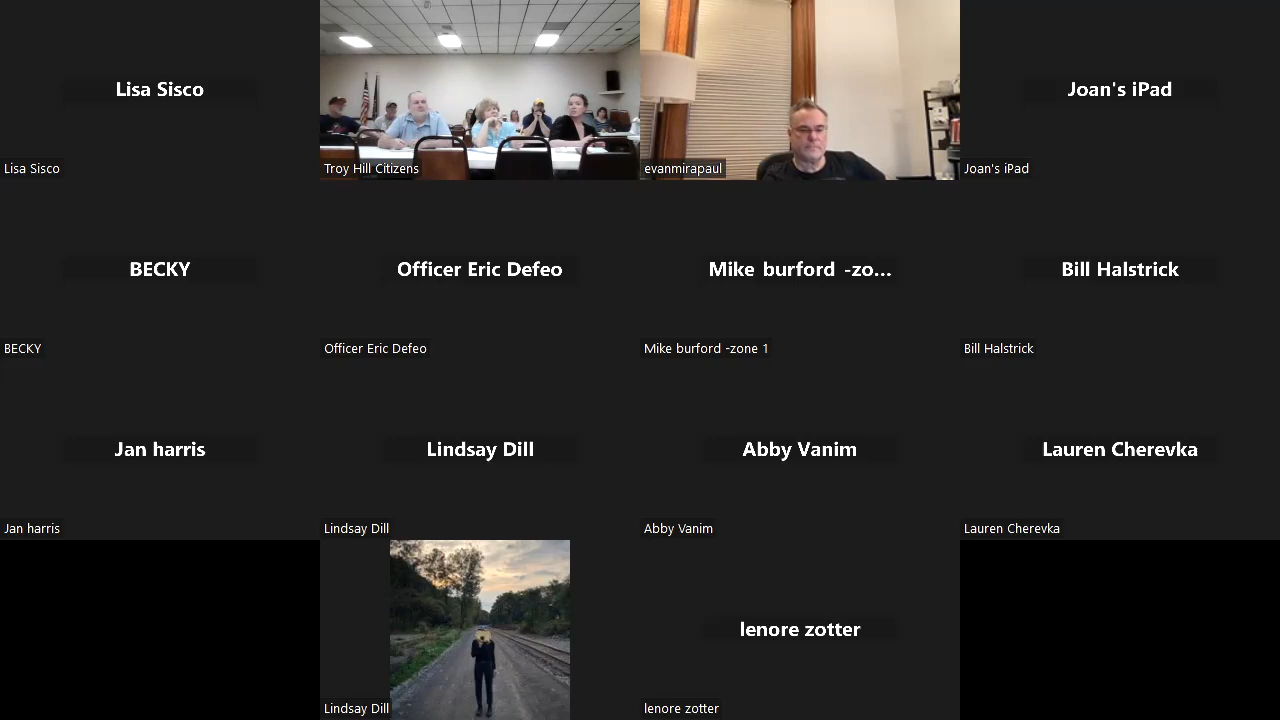 Lisa Sisco
Joan's iPad
Lisa Sisco
Troy Hill Citizens
evanmirapaul
Joan's iPad
BECKY
Officer Eric Defeo
Mike burford -zo...
Bill Halstrick
BECKY
Officer Eric Defeo
Mike burford -zone 1
Bill Halstrick
Jan harris
Lindsay Dill
Abby Vanim
Lauren Cherevka
Jan harris
Lindsay Dill
Abby Vanim
Lauren Cherevka
lenore zotter
Lindsay Dill
lenore zotter